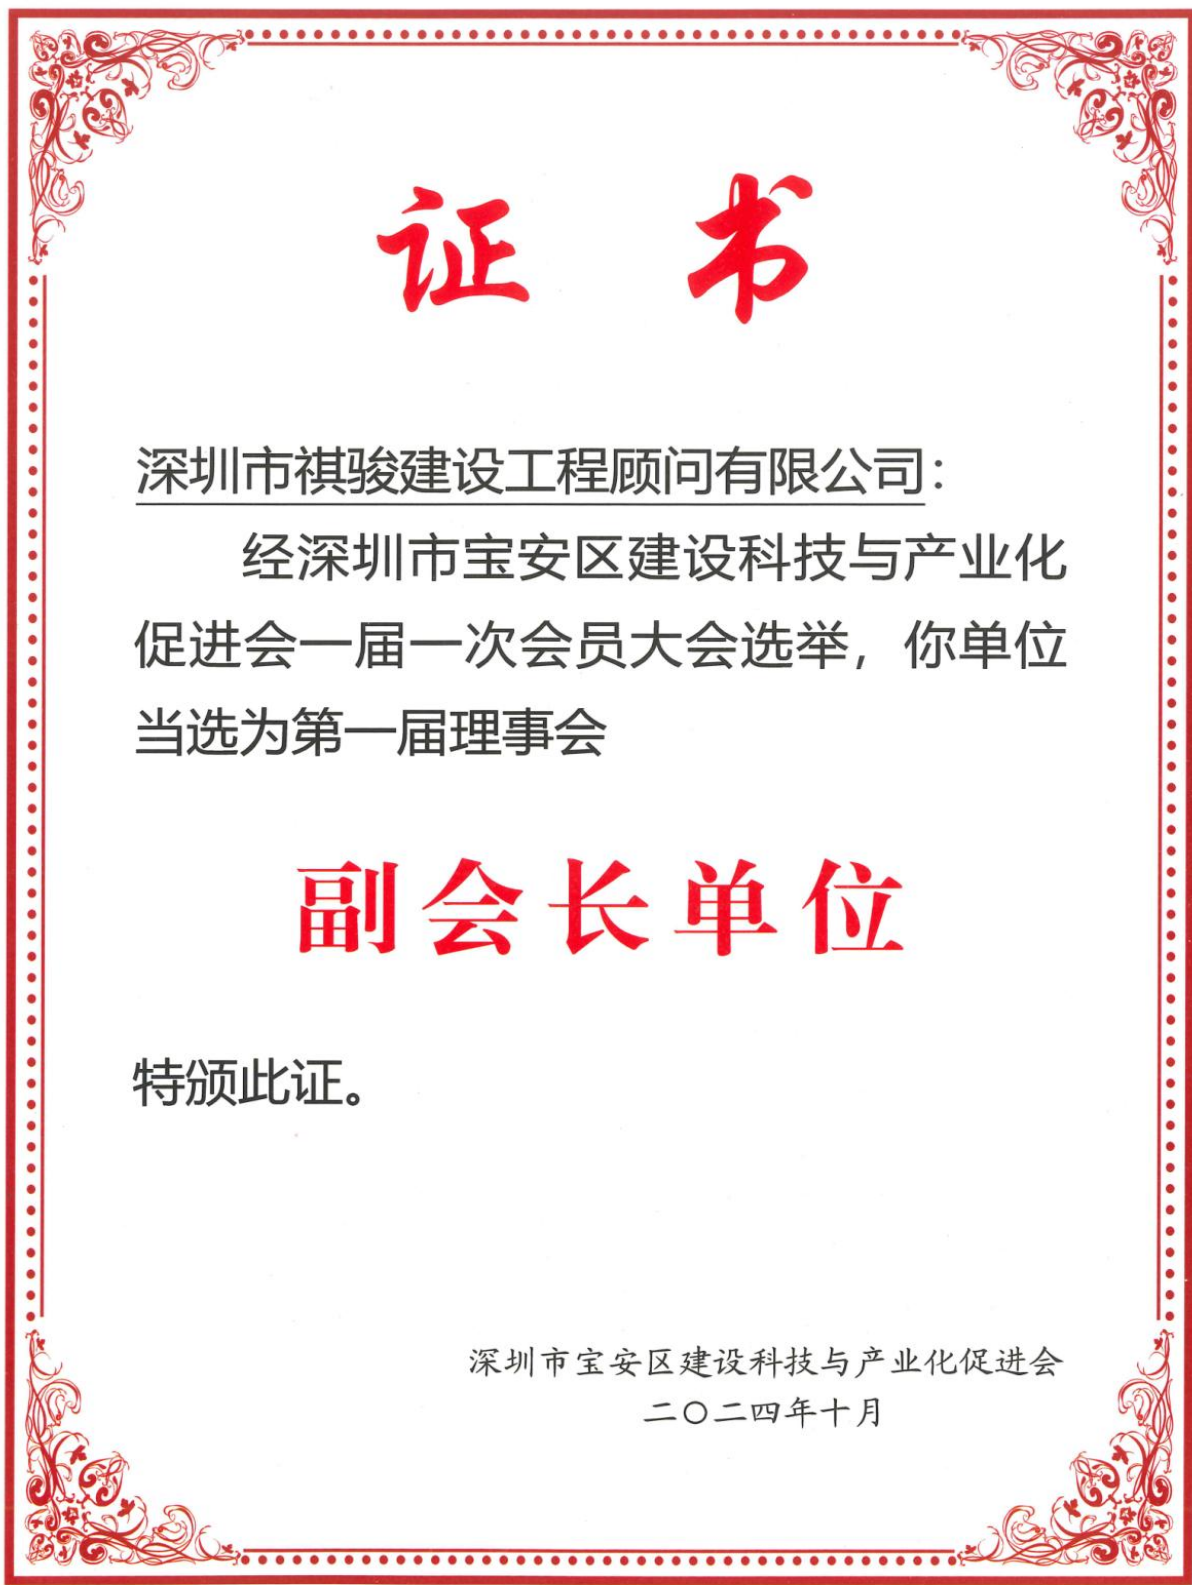 证书
深圳市祺骏建设工程顾问有限公司：
经深圳市宝安区建设科技与产业化
促进会一届一次会员大会选举，你单位
当选为第一届理事会
副会长单位
特颁此证。
深圳市宝安区建设科技与产业化促进会
二〇二四年十月